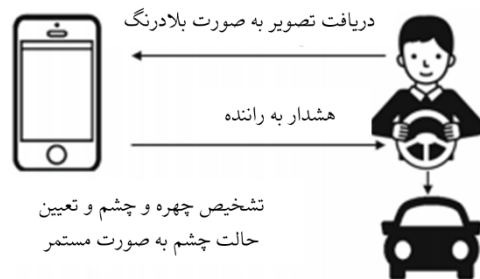 دریافت تصویر به صورت بلادرنگ
هشدار به راننده
تشخیص چهره و چشم و تعیین
حالت چشم به صورت مستمر